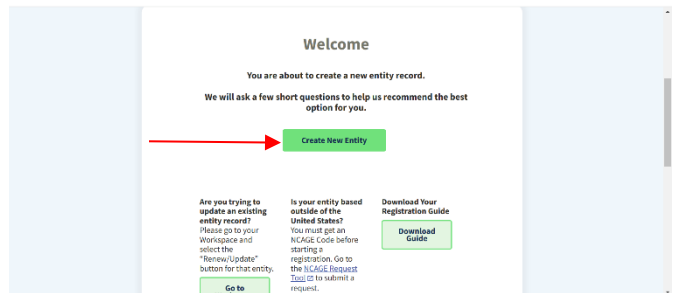 Welcome
You are about to create a new entity record.
We will ask a few short questions to help us recommend the best
option for you.
Create New Entity
Are you trying to
update an existing
entity record?
Please go to your
Workspace and
select the
"Renew/Update"
button for that entity.
Go to
Is your entity based
outside of the
United States?
You must get an
NCAGE Code before
starting a
registration. Go to
the NCAGE Request
Tool to submit a
request.
Download Your
Registration Guide
Download
Guide